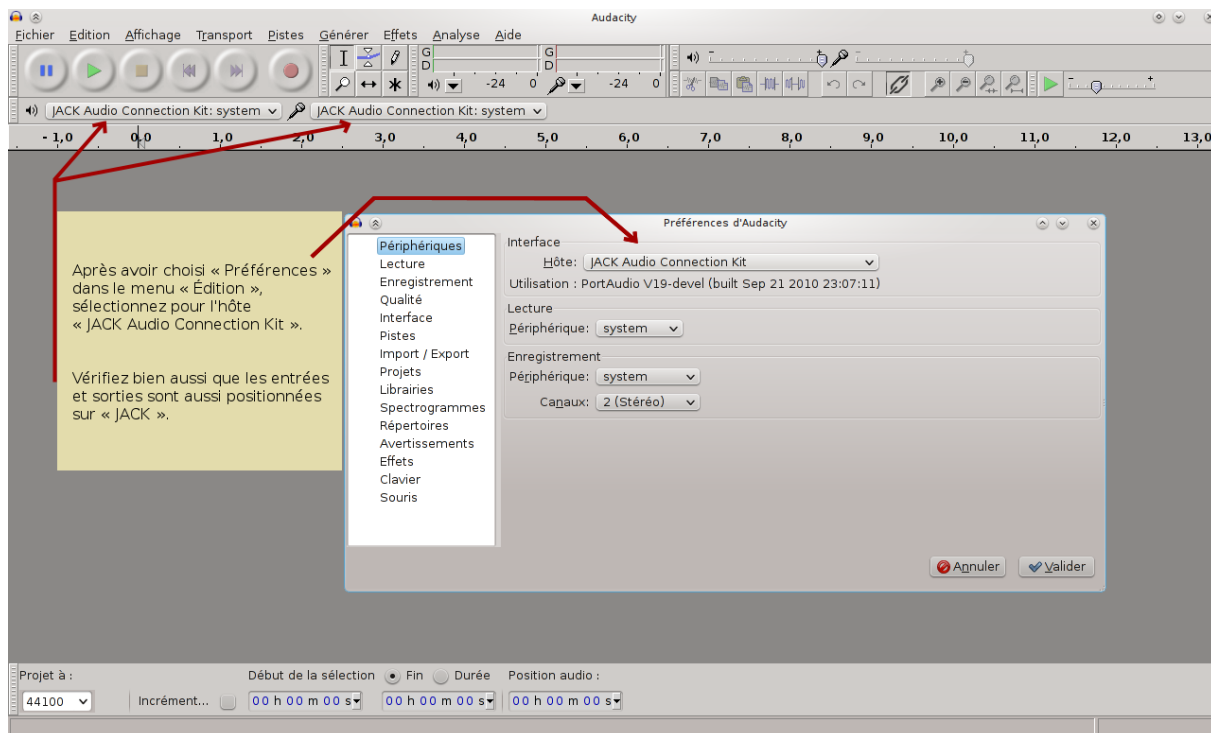 Audacity
Fichier Edition Affichage Transport Pistes Générer Effets Analyse Aide
G D -24 0 G D -24 0
JACK Audio Connection Kit: system JACK Audio Connection Kit: system
- 1,0 0,0 1,0 2,0 3,0 4,0 5,0 6,0 7,0 8,0 9,0 10,0 11,0 12,0 13,0
Après avoir choisi « Préférences »
dans le menu « Édition »,
sélectionnez pour l'hôte
« JACK Audio Connection Kit ».
Vérifiez bien aussi que les entrées
et sorties sont aussi positionnées
sur « JACK ».
Préférences d'Audacity
Périphériques
Lecture
Enregistrement
Qualité
Interface
Pistes
Import / Export
Projets
Librairies
Spectrogrammes
Répertoires
Avertissements
Effets
Clavier
Souris
Interface
Hôte: JACK Audio Connection Kit
Utilisation : PortAudio V19-devel (built Sep 21 2010 23:07:11)
Lecture
Périphérique: system
Enregistrement
Périphérique: system
Canaux: 2 (Stéréo)
Annuler Valider
Projet à : Début de la sélection Fin Durée Position audio :
44100 Incrément... 00 h 00 m 00 s 00 h 00 m 00 s 00 h 00 m 00 s